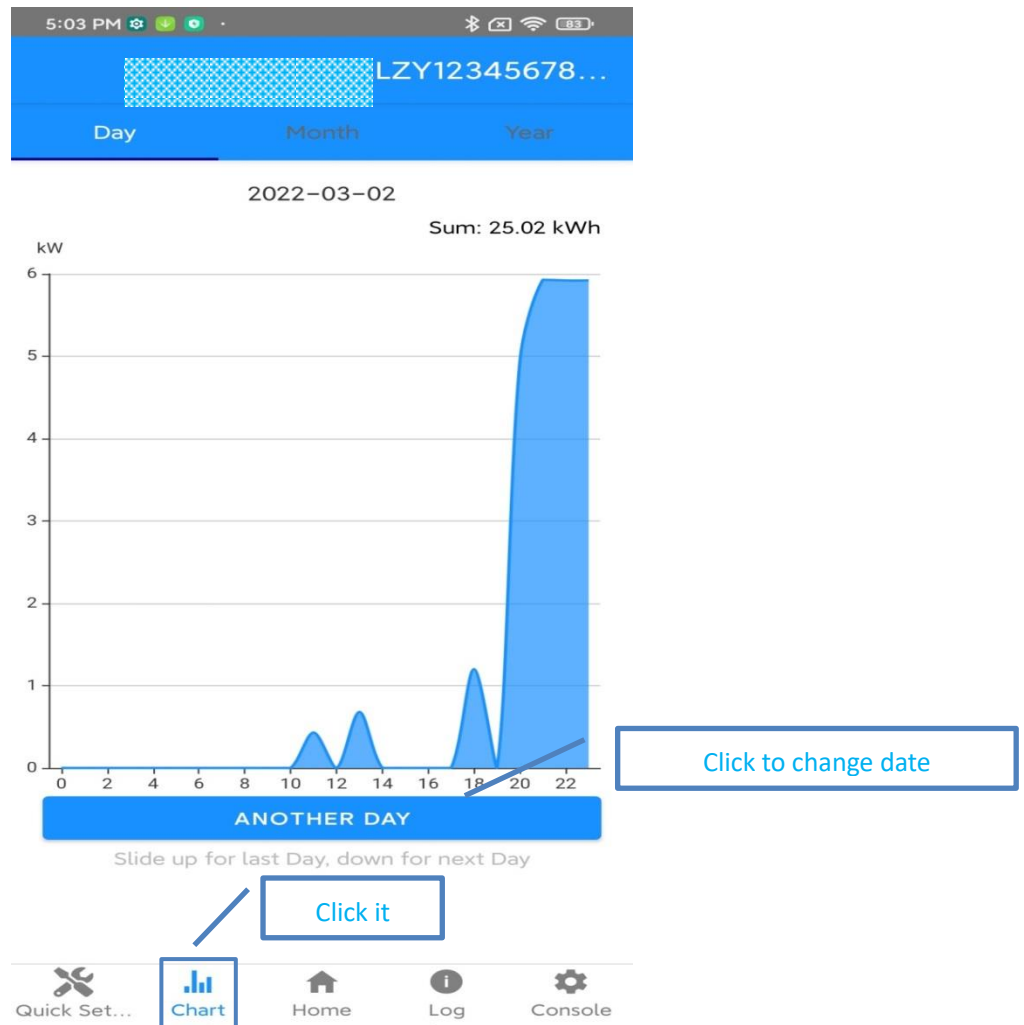 5:03 PM
83
LZY12345678...
Day Month Year
2022-03-02
Sum: 25.02 kWh
kW
6
5
4
3
2
1
0
0 2 4 6 8 10 12 14 16 18 20 22
Click to change date
ANOTHER DAY
Slide up for last Day, down for next Day
Click it
Quick Set... Chart Home Log Console